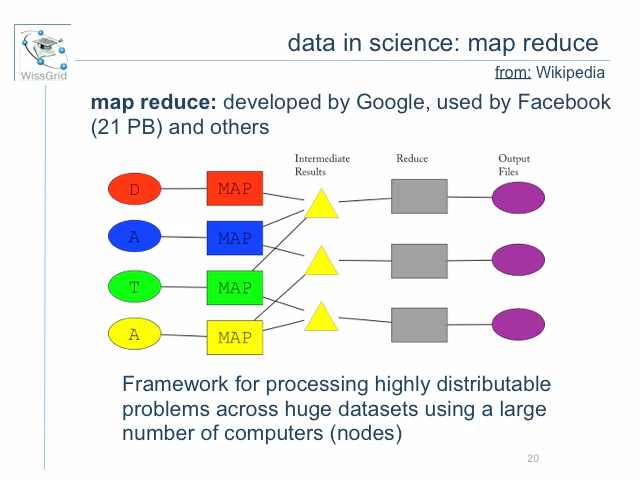 data in science: map reduce
WissGrid
from: Wikipedia
map reduce: developed by Google, used by Facebook
(21 PB) and others
Intermediate
Results
Reduce
Output
Files
D
MAP
A
MAP
T
MAP
A
MAP
Framework for processing highly distributable
problems across huge datasets using a large
number of computers (nodes)
20